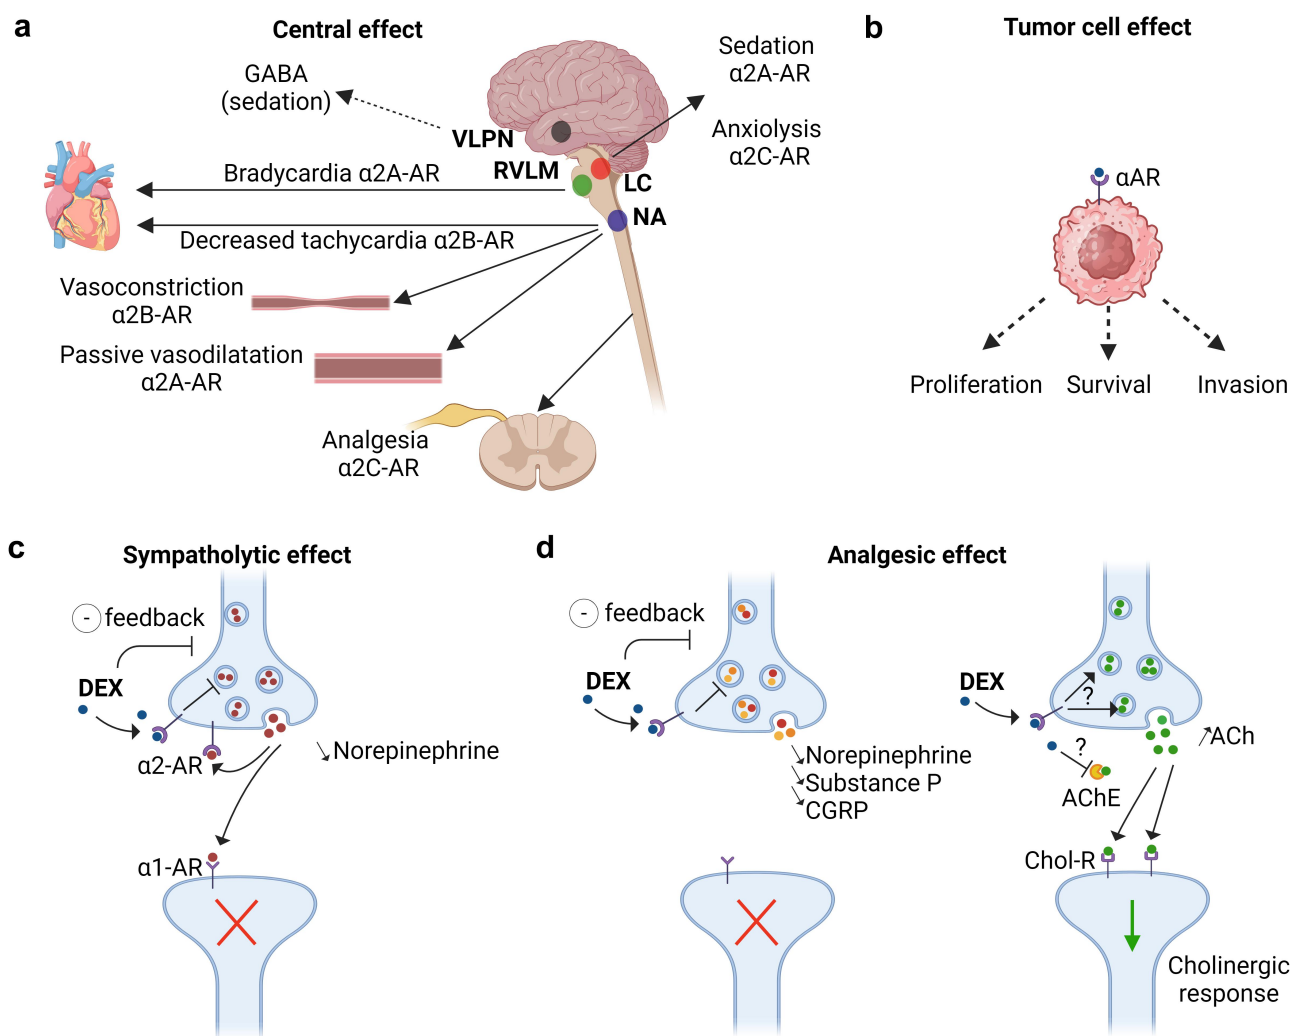 a
Central effect
GABA
(sedation)
Sedation
α2A-AR
Anxiolysis
α2C-AR
VLPN
RVLM
LC
NA
Bradycardia α2A-AR
Decreased tachycardia α2B-AR
Vasoconstriction
α2B-AR
Passive vasodilatation
α2A-AR
Analgesia
α2C-AR
b
Tumor cell effect
αAR
Proliferation
Survival
Invasion
c
Sympatholytic effect
- feedback
DEX
α2-AR
Norepinephrine
α1-AR
d
Analgesic effect
- feedback
DEX
Norepinephrine
Substance P
CGRP
DEX
?
?
ACh
AChE
Chol-R
Cholinergic
response